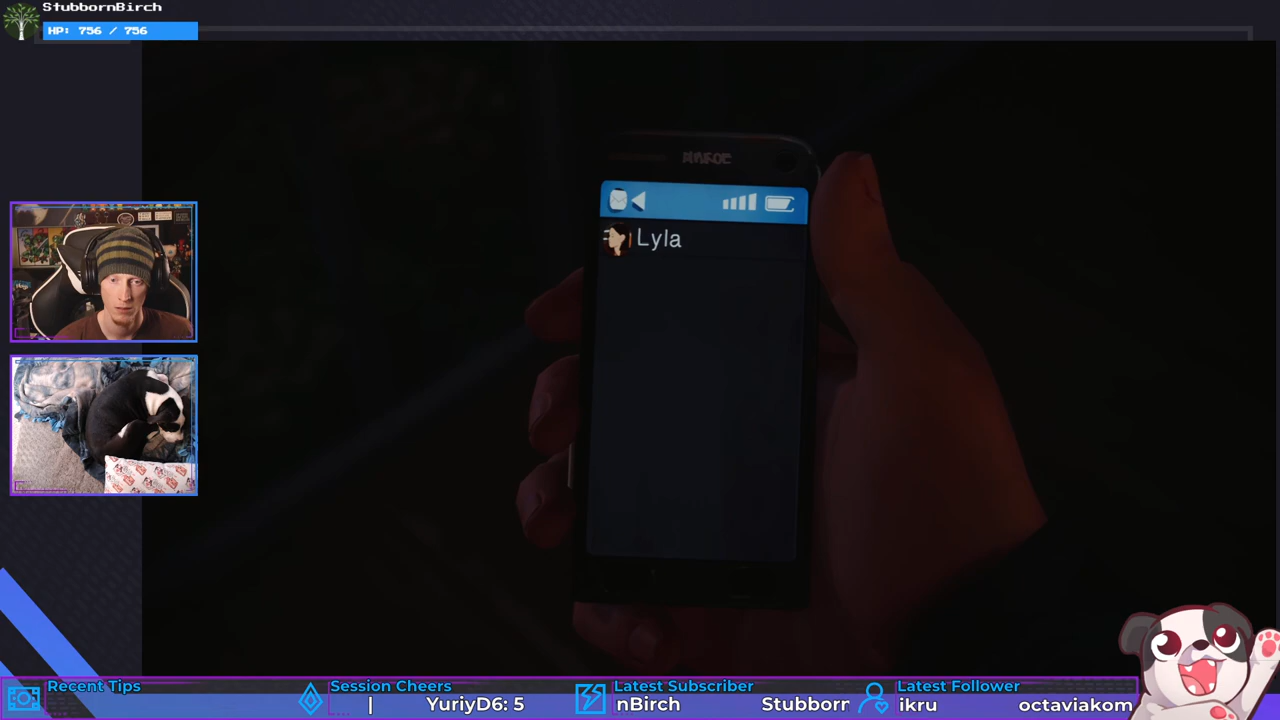 StubbornBirch
HP: 756 / 756
Lyla
Recent Tips
Session Cheers
| YuriyD6: 5
Latest Subscriber
nBirch Stubborr
Latest Follower
ikru octaviakom